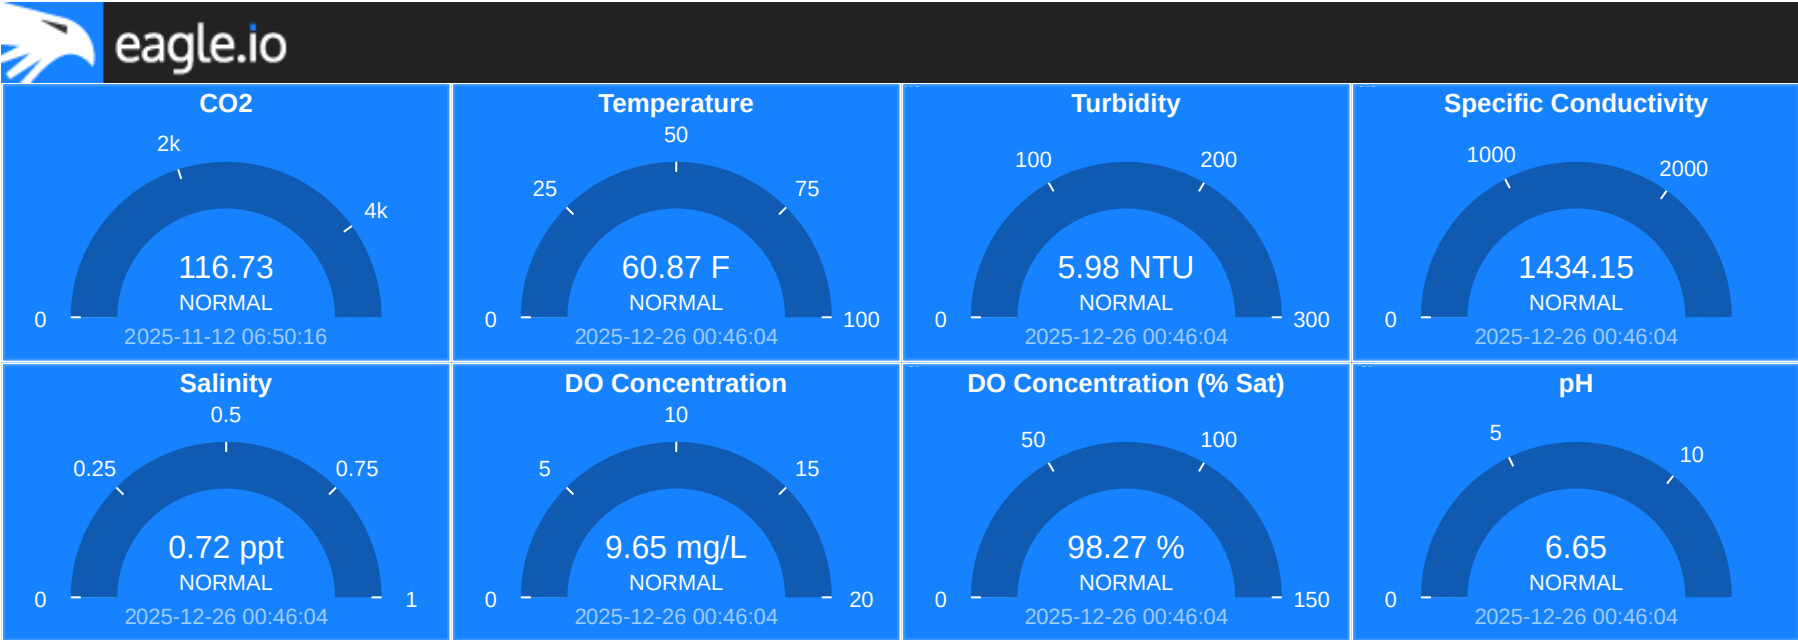 eagle.io
CO2
2k
4k
0
116.73
NORMAL
2025-11-12 06:50:16
Temperature
50
25
75
0
100
60.87 F
NORMAL
2025-12-26 00:46:04
Turbidity
100
200
0
300
5.98 NTU
NORMAL
2025-12-26 00:46:04
Specific Conductivity
1000
2000
0
1434.15
NORMAL
2025-12-26 00:46:04
Salinity
0.5
0.25
0.75
0
1
0.72 ppt
NORMAL
2025-12-26 00:46:04
DO Concentration
10
5
15
0
20
9.65 mg/L
NORMAL
2025-12-26 00:46:04
DO Concentration (% Sat)
50
100
0
150
98.27 %
NORMAL
2025-12-26 00:46:04
pH
5
10
0
6.65
NORMAL
2025-12-26 00:46:04